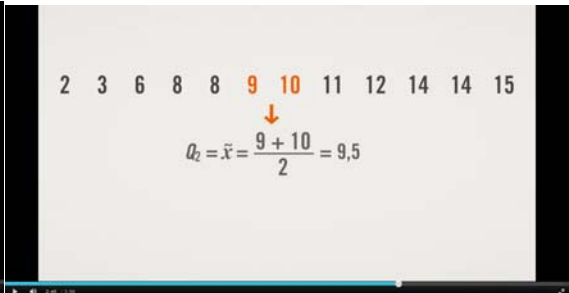 2 3 6 8 8 9 10 11 12 14 14 15
Q₂ = x̃ = (9 + 10)/2 = 9,5